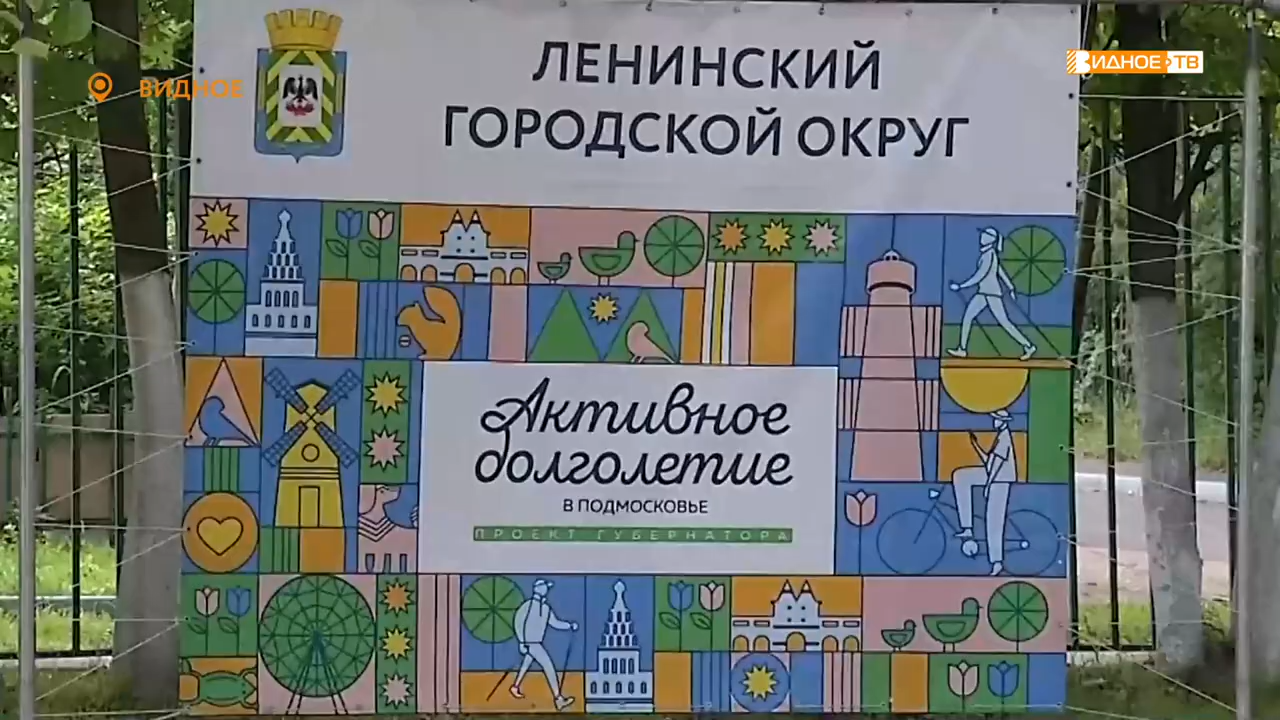 ЛЕНИНСКИЙ
ГОРОДСКОЙ ОКРУГ
ВИДНОЕ
ВИДНОЕ ТВ
Активное
долголетие
В ПОДМОСКОВЬЕ
ПРОЕКТ ГУБЕРНАТОРА